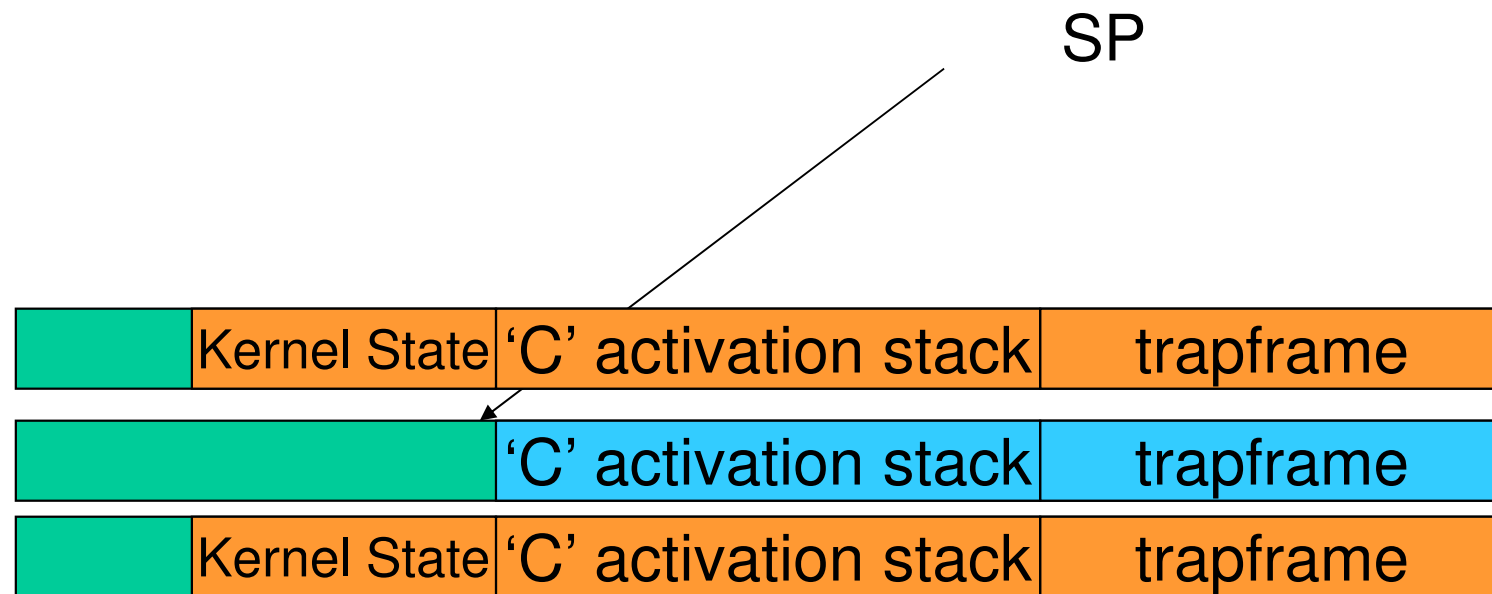 SP
Kernel State ‘C’ activation stack trapframe
‘C’ activation stack trapframe
Kernel State ‘C’ activation stack trapframe